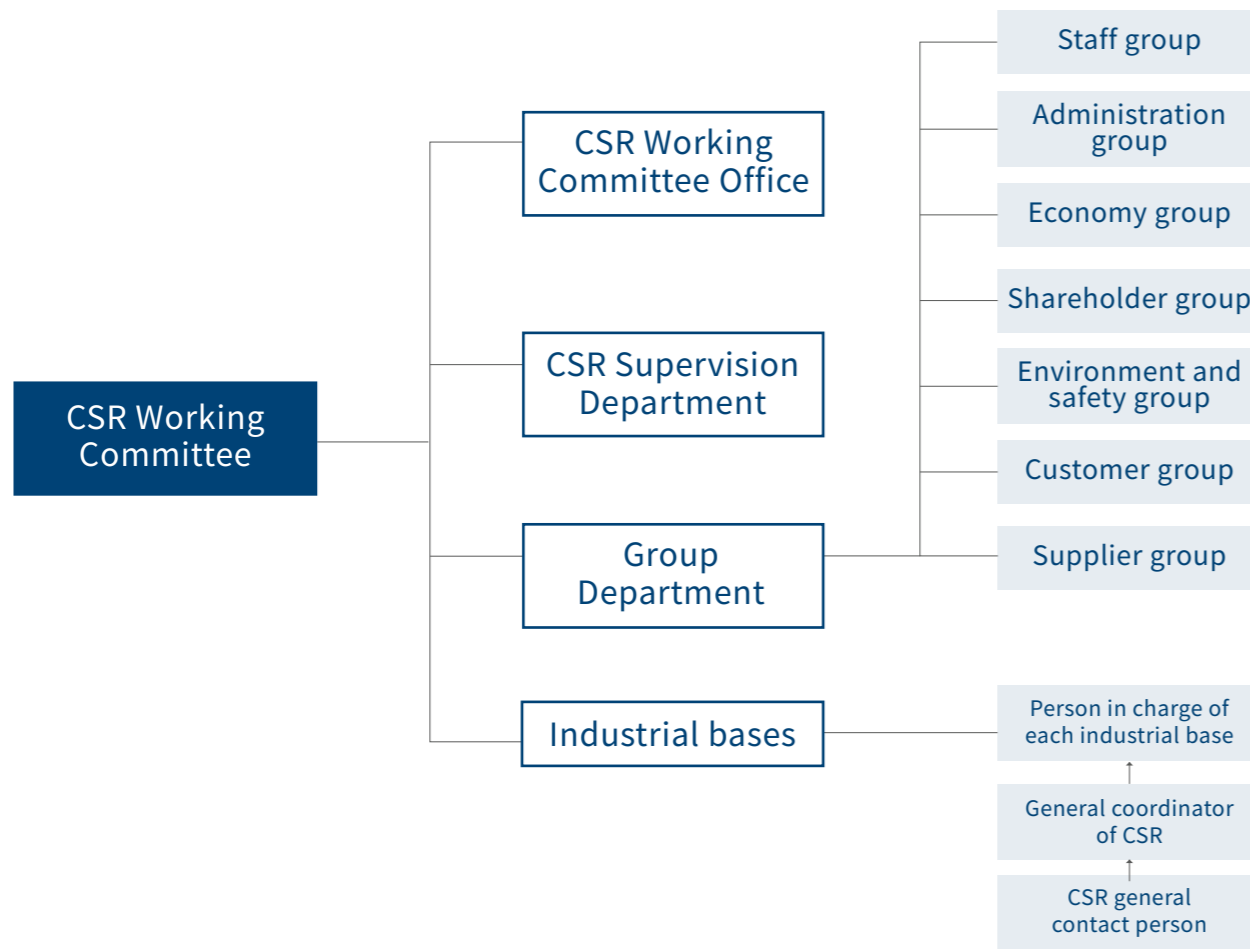 CSR Working
Committee
CSR Working
Committee Office
CSR Supervision
Department
Group
Department
Industrial bases
Staff group
Administration
group
Economy group
Shareholder group
Environment and
safety group
Customer group
Supplier group
Person in charge of
each industrial base
General coordinator
of CSR
CSR general
contact person